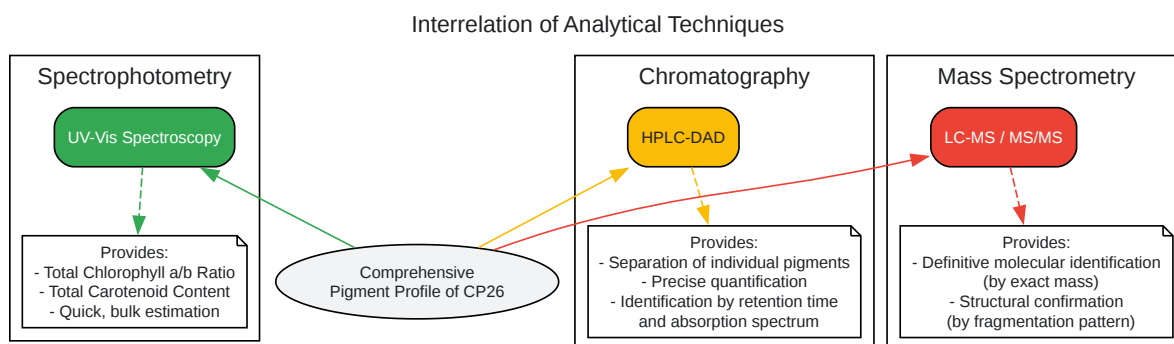 Interrelation of Analytical Techniques
Spectrophotometry
UV-Vis Spectroscopy
Provides:
- Total Chlorophyll a/b Ratio
- Total Carotenoid Content
- Quick, bulk estimation
Comprehensive
Pigment Profile of CP26
Chromatography
HPLC-DAD
Provides:
- Separation of individual pigments
- Precise quantification
- Identification by retention time
and absorption spectrum
Mass Spectrometry
LC-MS / MS/MS
Provides:
- Definitive molecular identification
(by exact mass)
- Structural confirmation
(by fragmentation pattern)